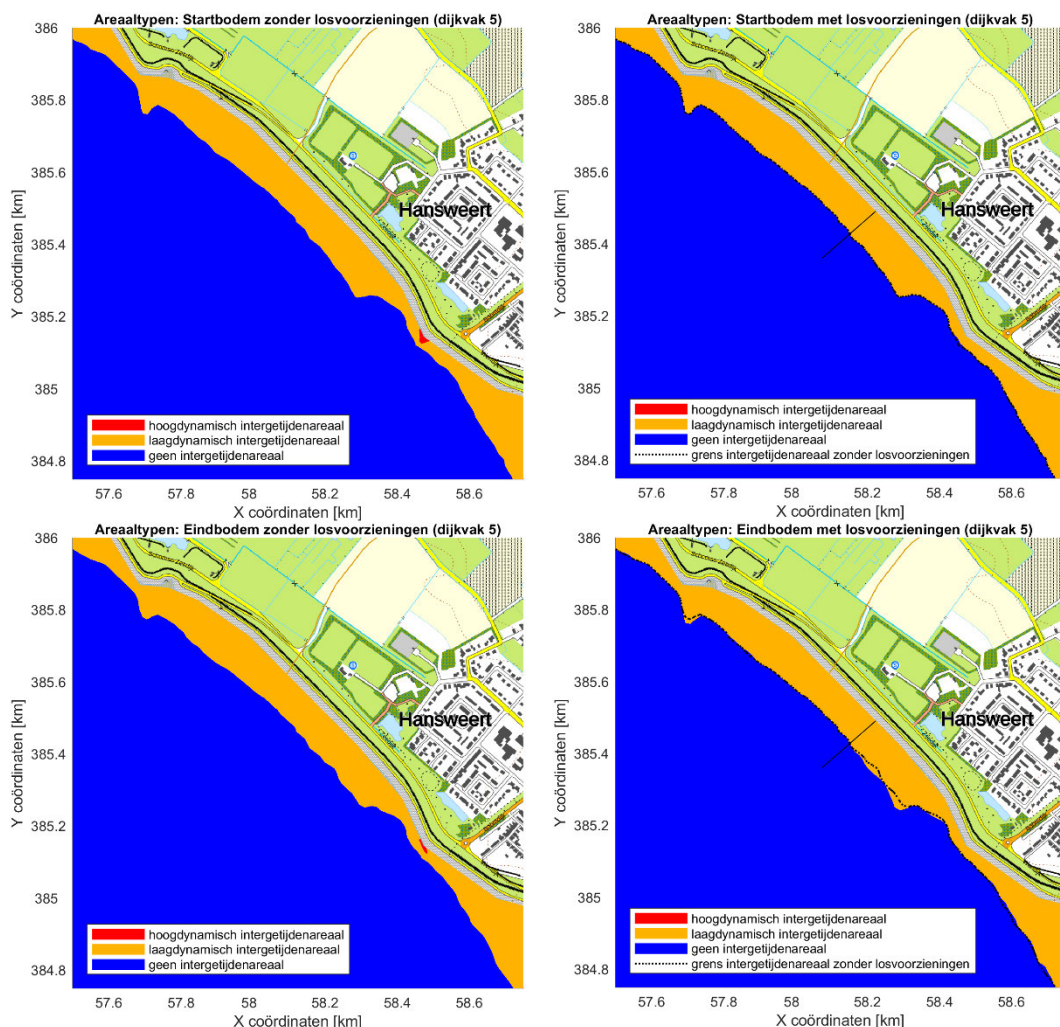 Areaaltypen: Startbodem zonder losvoorzieningen (dijkvak 5)
386
385.8
385.6
385.4
385.2
385
384.8
Y coördinaten [km]
Hansweert
hoogdynamisch intergetijdenareaal
laagdynamisch intergetijdenareaal
geen intergetijdenareaal
57.6 57.8 58 58.2 58.4 58.6
X coördinaten [km]
Areaaltypen: Startbodem met losvoorzieningen (dijkvak 5)
386
385.8
385.6
385.4
385.2
385
384.8
Y coördinaten [km]
Hansweert
hoogdynamisch intergetijdenareaal
laagdynamisch intergetijdenareaal
geen intergetijdenareaal
grens intergetijdenareaal zonder losvoorzieningen
57.6 57.8 58 58.2 58.4 58.6
X coördinaten [km]
Areaaltypen: Eindbodem zonder losvoorzieningen (dijkvak 5)
386
385.8
385.6
385.4
385.2
385
384.8
Y coördinaten [km]
Hansweert
hoogdynamisch intergetijdenareaal
laagdynamisch intergetijdenareaal
geen intergetijdenareaal
57.6 57.8 58 58.2 58.4 58.6
X coördinaten [km]
Areaaltypen: Eindbodem met losvoorzieningen (dijkvak 5)
386
385.8
385.6
385.4
385.2
385
384.8
Y coördinaten [km]
Hansweert
hoogdynamisch intergetijdenareaal
laagdynamisch intergetijdenareaal
geen intergetijdenareaal
grens intergetijdenareaal zonder losvoorzieningen
57.6 57.8 58 58.2 58.4 58.6
X coördinaten [km]